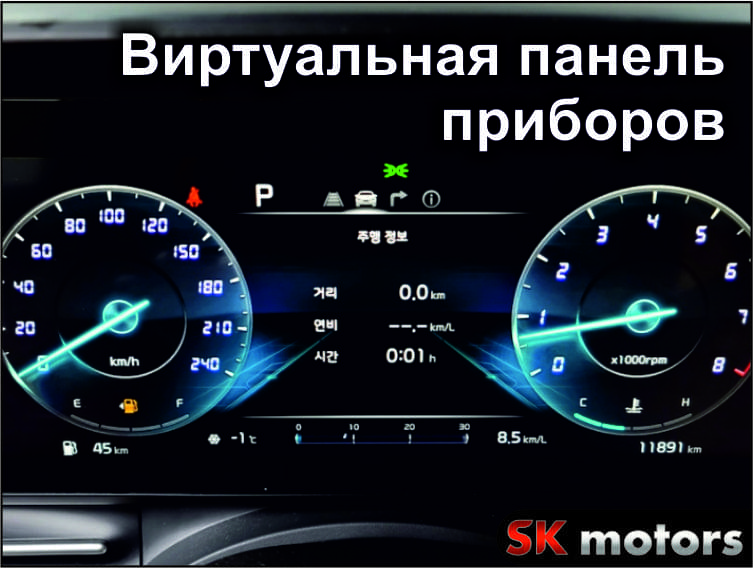 Виртуальная панель
приборов
P
주행 정보
거리 0.0 km
연비 --.- km/L
시간 0:01 h
0 20 40 60 80 100 120 150 180 210 240
km/h
E F
45 km
-1 ℃
0 10 20 30
8.5 km/L
0 1 2 3 4 5 6 7 8
x1000rpm
C H
11891 km
SK motors